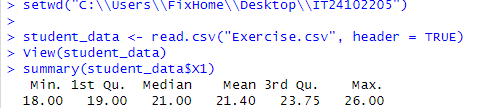 > setwd("C:\\Users\\FixHome\\Desktop\\IT24102205")
>
> student_data <- read.csv("Exercise.csv", header = TRUE)
> View(student_data)
> summary(student_data$X1)
   Min. 1st Qu.  Median    Mean 3rd Qu.    Max.
  18.00   19.00   21.00   21.40   23.75   26.00